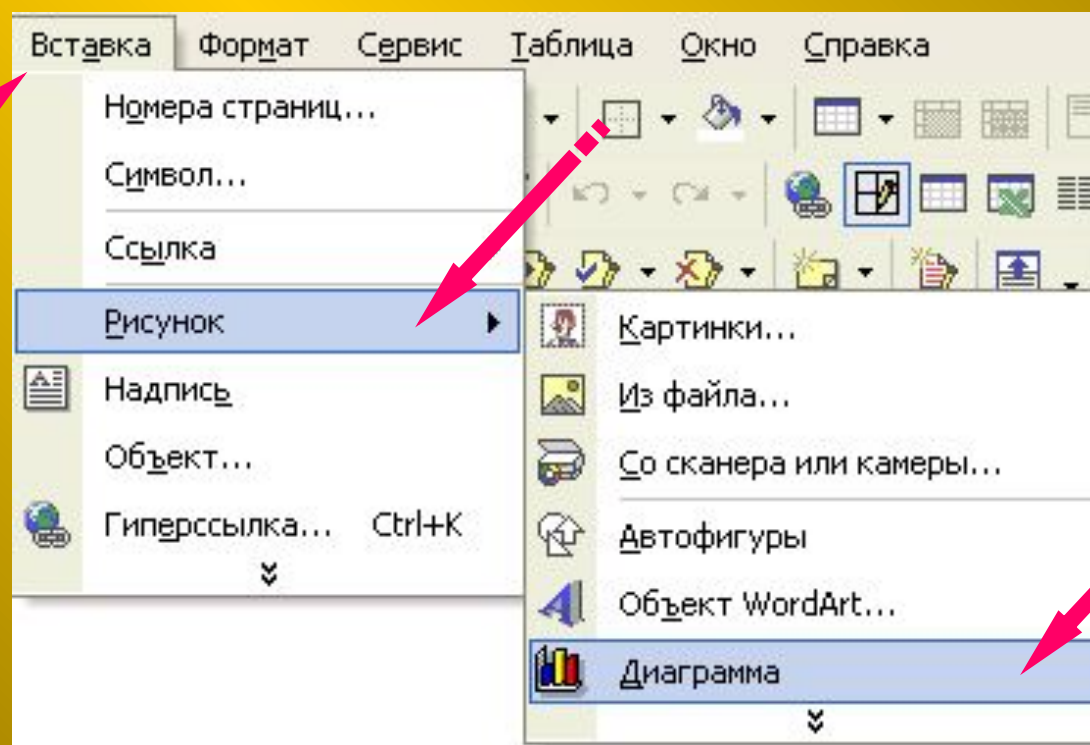 Вставка Формат Сервис Таблица Окно Справка
Номера страниц...
Символ...
Ссылка
Рисунок
Надпись
Объект...
Гиперссылка... Ctrl+K
Картинки...
Из файла...
Со сканера или камеры...
Автофигуры
Объект WordArt...
Диаграмма